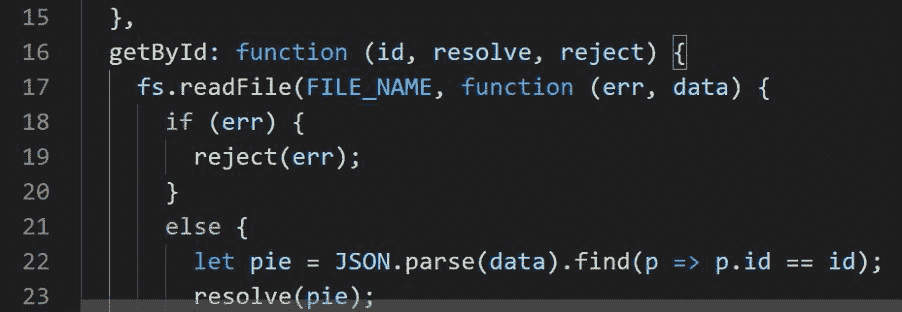 15 },
16 getById: function (id, resolve, reject) {
17 fs.readFile(FILE_NAME, function (err, data) {
18 if (err) {
19 reject(err);
20 }
21 else {
22 let pie = JSON.parse(data).find(p => p.id == id);
23 resolve(pie);